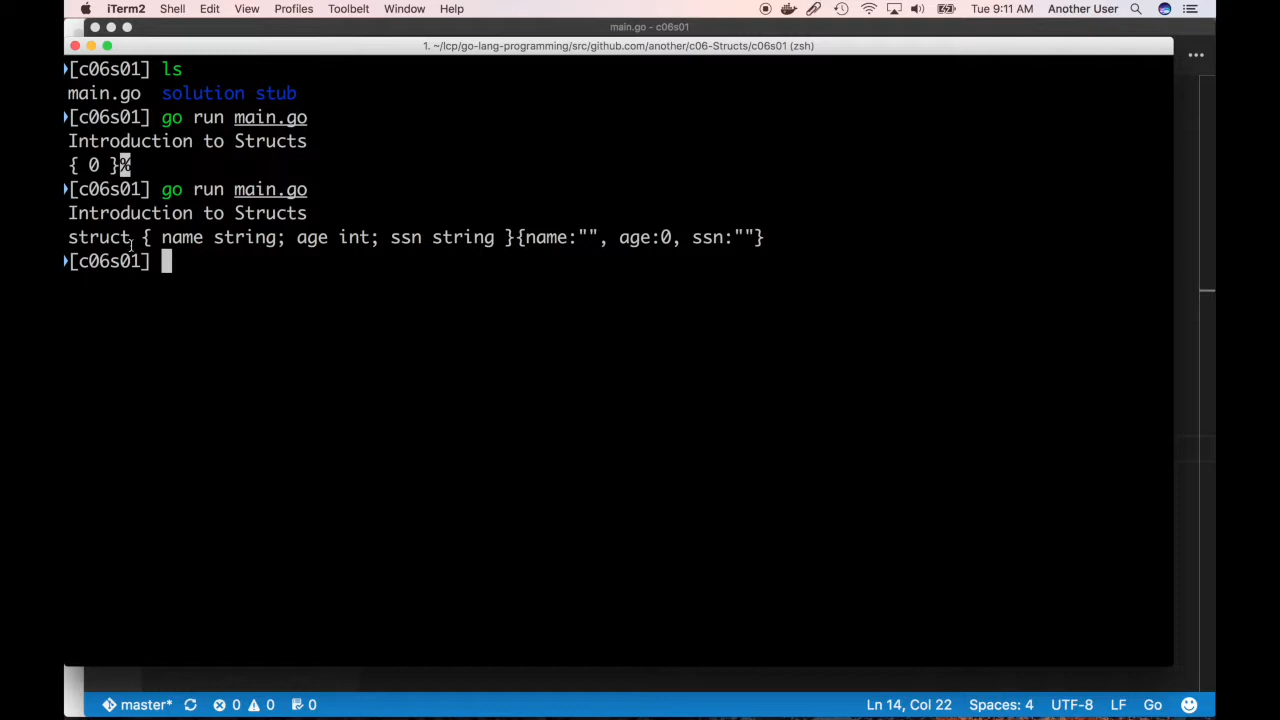 iTerm2 Shell Edit View Profiles Toolbelt Window Help Tue 9:11 AM Another User
main.go - c06s01
1. ~/lcp/go-lang-programming/src/github.com/another/c06-Structs/c06s01 (zsh)
[c06s01] ls
main.go solution stub
[c06s01] go run main.go
Introduction to Structs
{ 0 }%
[c06s01] go run main.go
Introduction to Structs
struct { name string; age int; ssn string }{name:"", age:0, ssn:""}
[c06s01]
master* 0 0 0 Ln 14, Col 22 Spaces: 4 UTF-8 LF Go